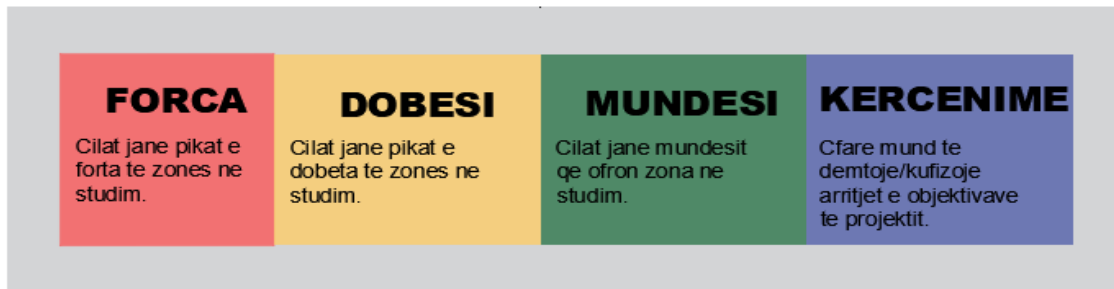 FORCA
Cilat jane pikat e
forta te zones ne
studim.
DOBESI
Cilat jane pikat e
dobeta te zones ne
studim.
MUNDESI
Cilat jane mundesit
qe ofron zona ne
studim.
KERCENIME
Cfare mund te
demtoje/kufizoje
arritjet e objektivave
te projektit.